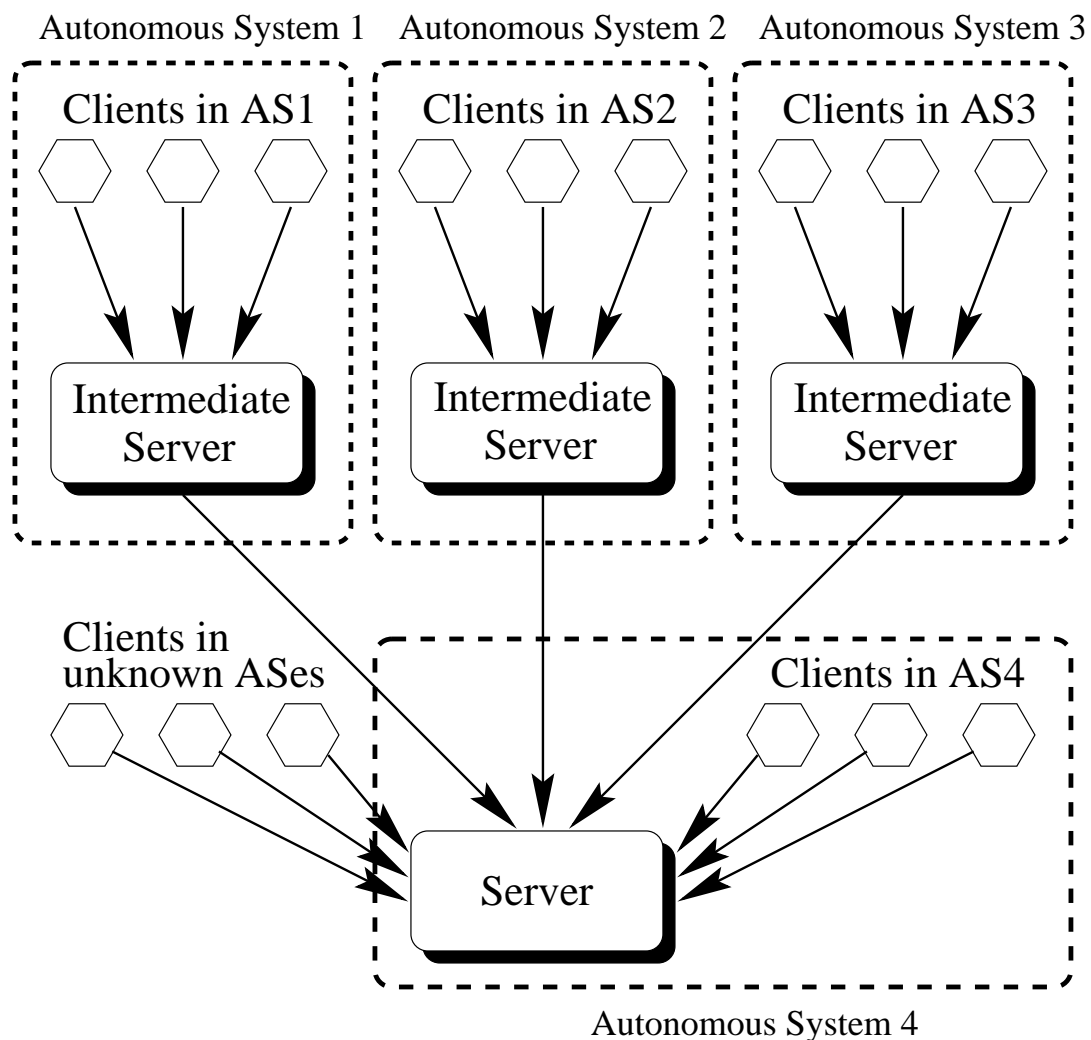 Autonomous System 1
Autonomous System 2
Autonomous System 3
Clients in AS1
Clients in AS2
Clients in AS3
Intermediate
Server
Intermediate
Server
Intermediate
Server
Clients in
unknown ASes
Clients in AS4
Server
Autonomous System 4